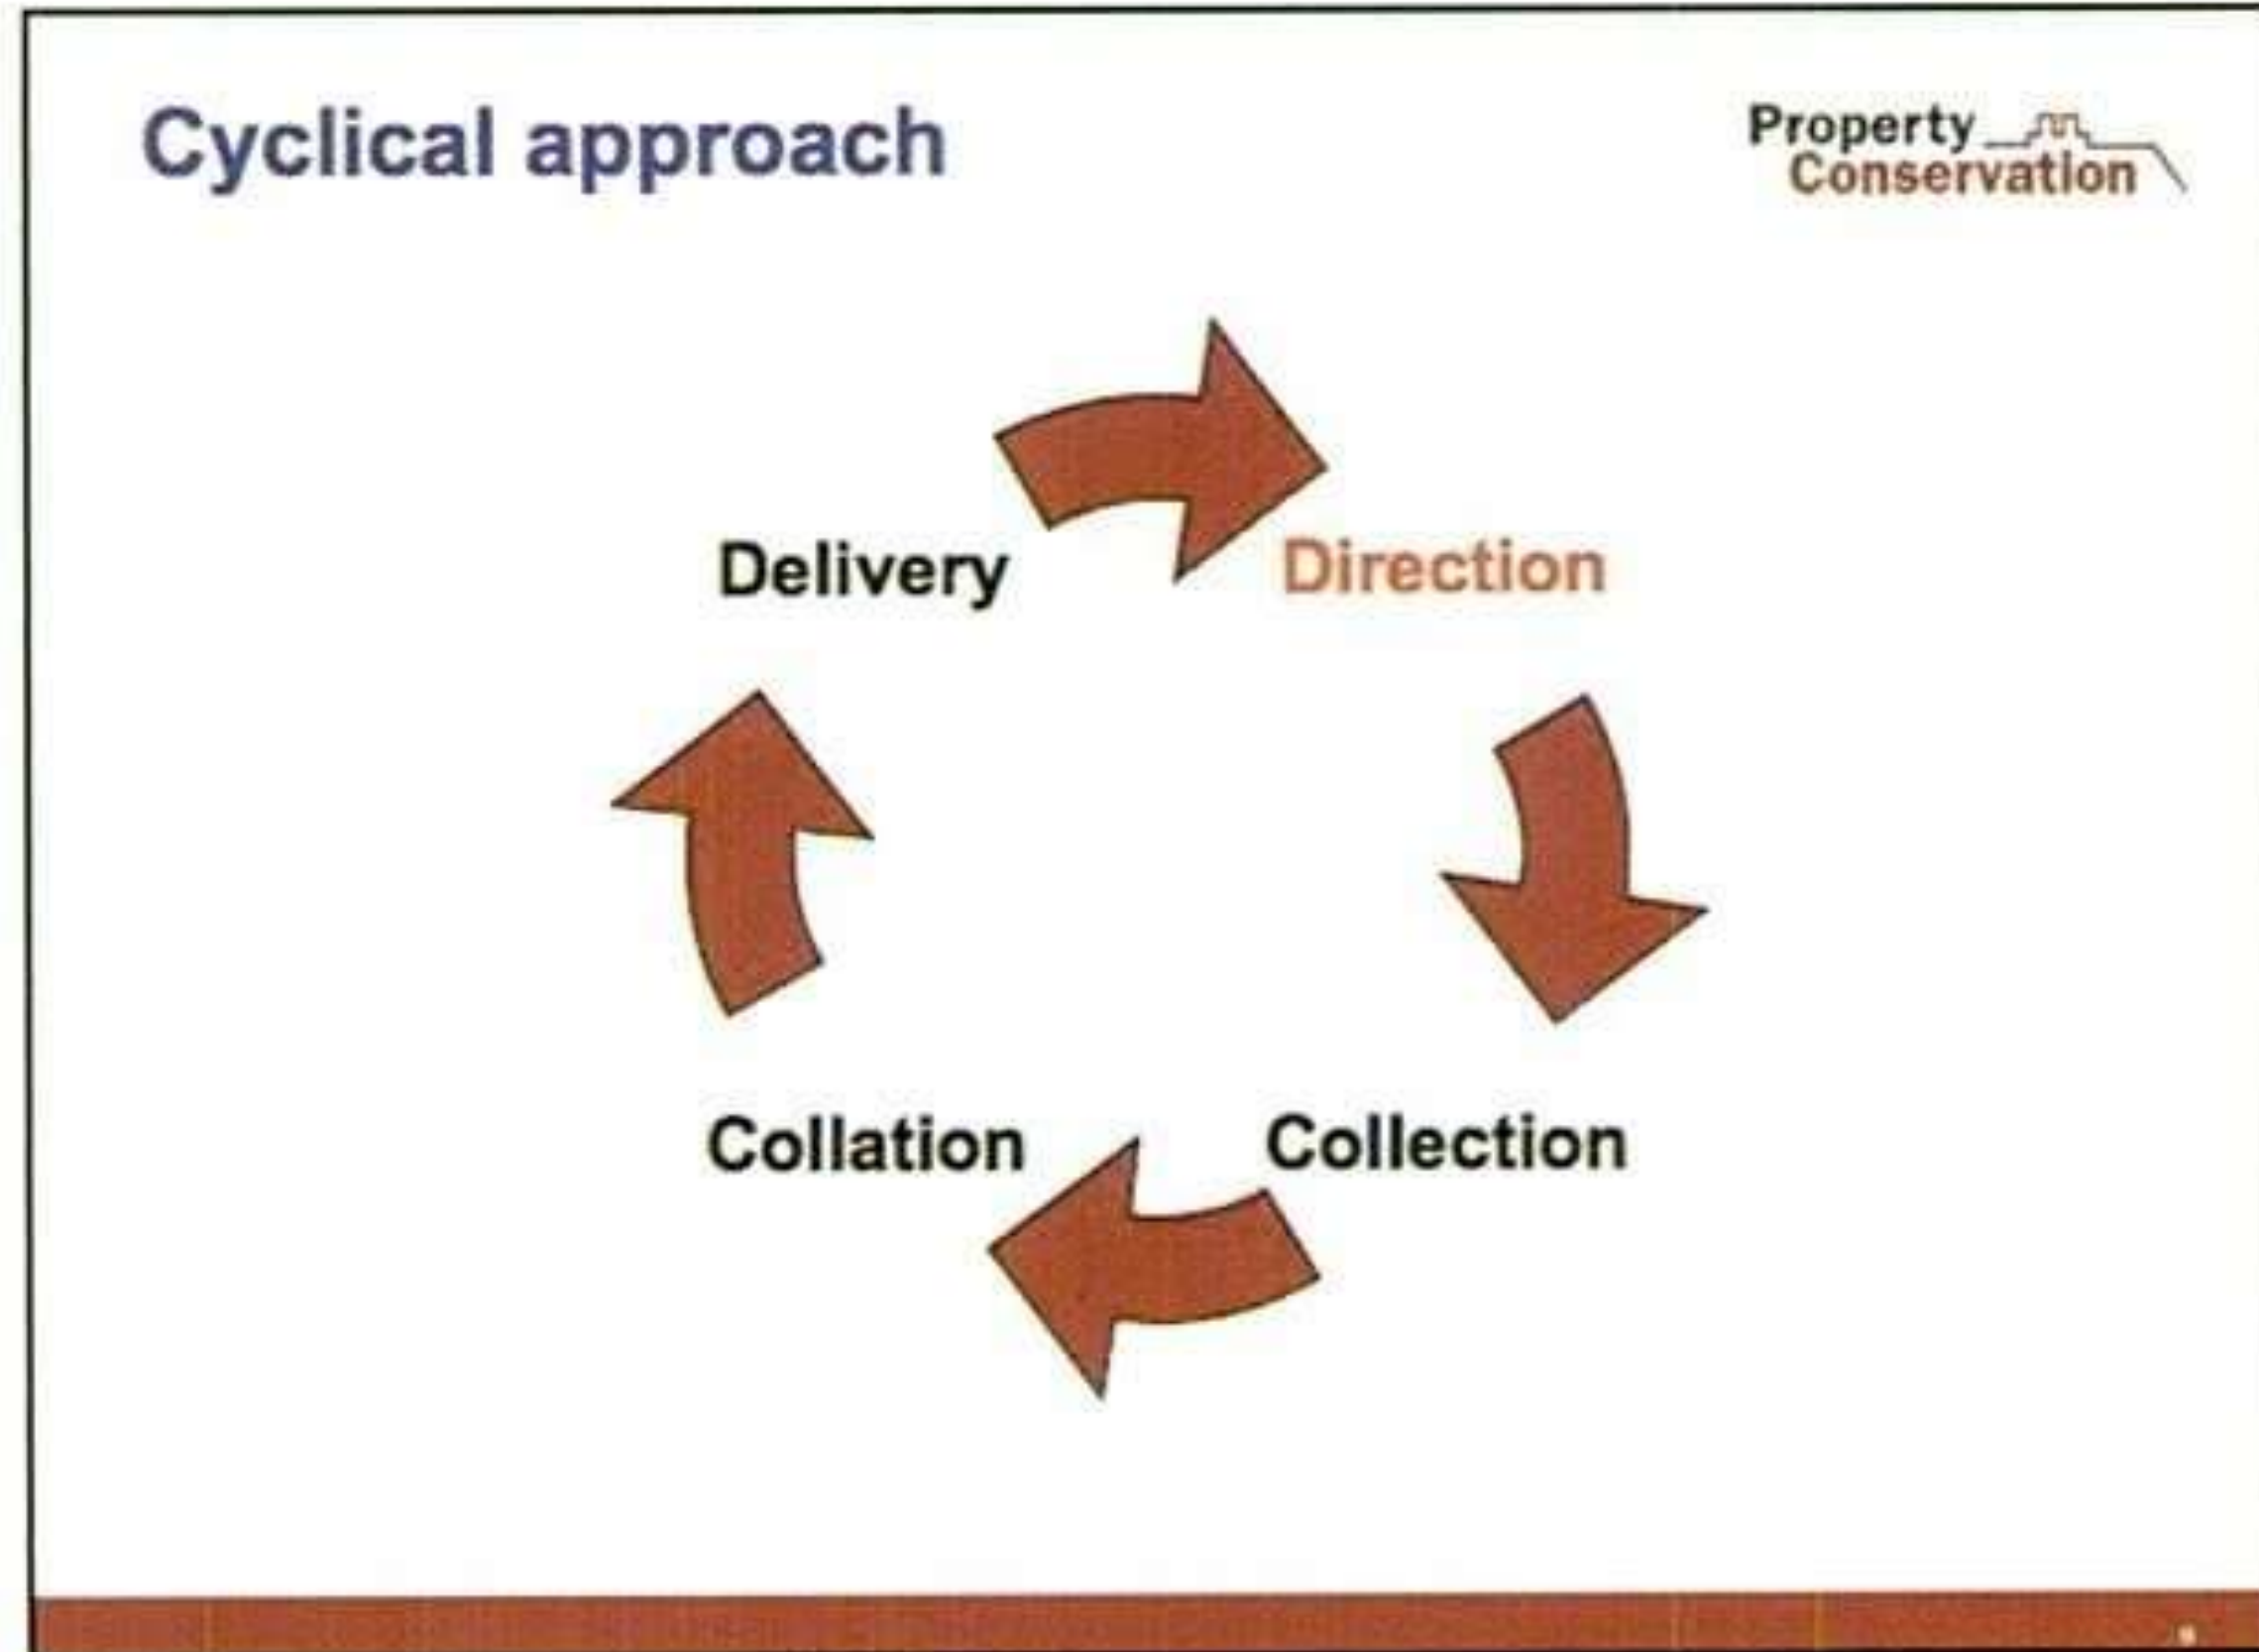 Cyclical approach
Property
Conservation
Delivery
Direction
Collation
Collection